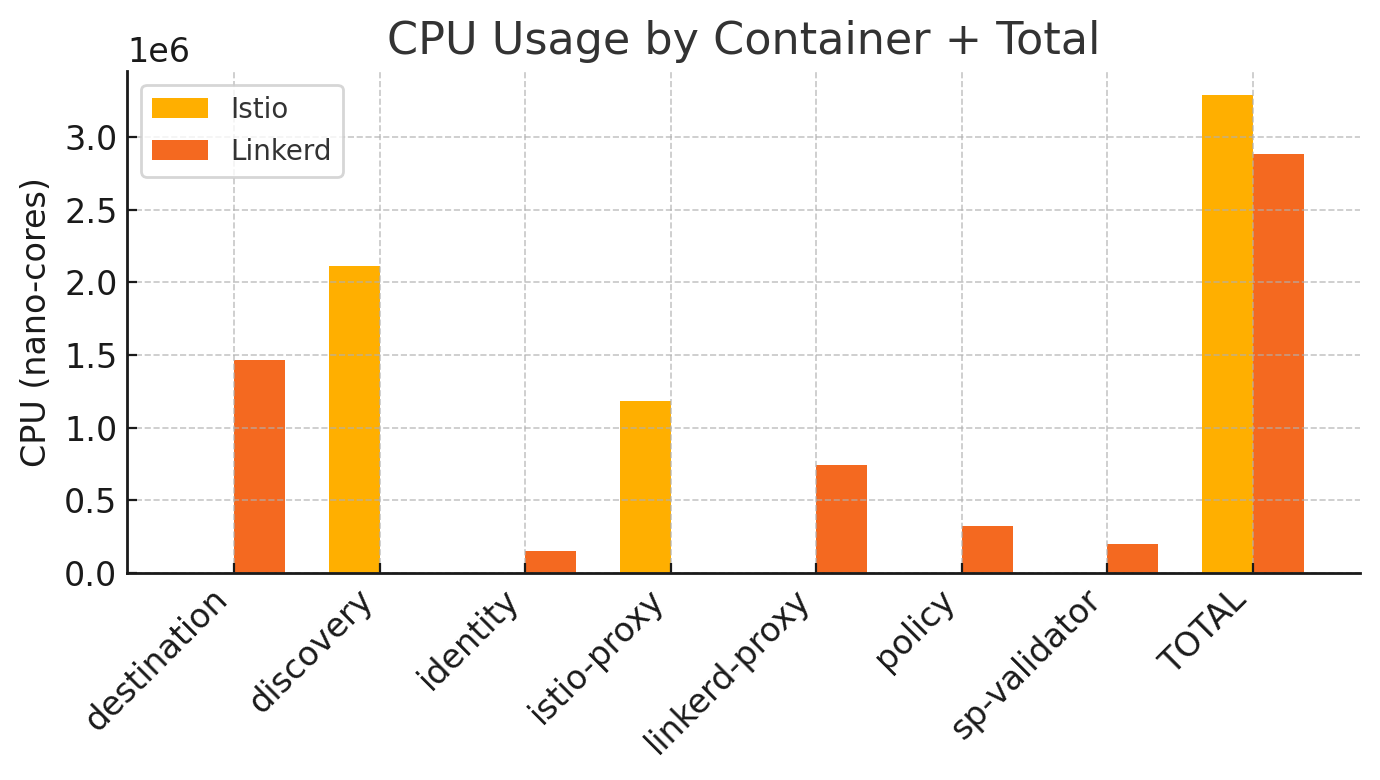 CPU Usage by Container + Total
1e6
Istio
Linkerd
3.0
2.5
2.0
1.5
1.0
0.5
0.0
CPU (nano-cores)
destination
discovery
identity
istio-proxy
linkerd-proxy
policy
sp-validator
TOTAL